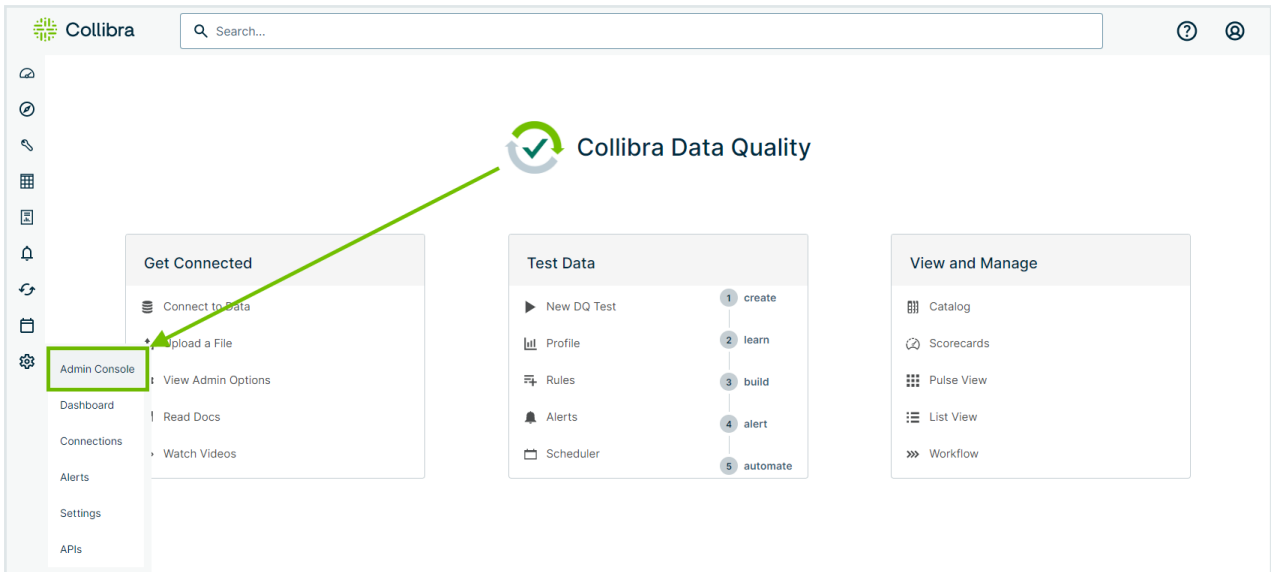 Collibra
Search...
Collibra Data Quality
Get Connected
Connect to Data
Upload a File
View Admin Options
Read Docs
Watch Videos
Test Data
New DQ Test
Profile
Rules
Alerts
Scheduler
1 create
2 learn
3 build
4 alert
5 automate
View and Manage
Catalog
Scorecards
Pulse View
List View
Workflow
Admin Console
Dashboard
Connections
Alerts
Settings
APIs